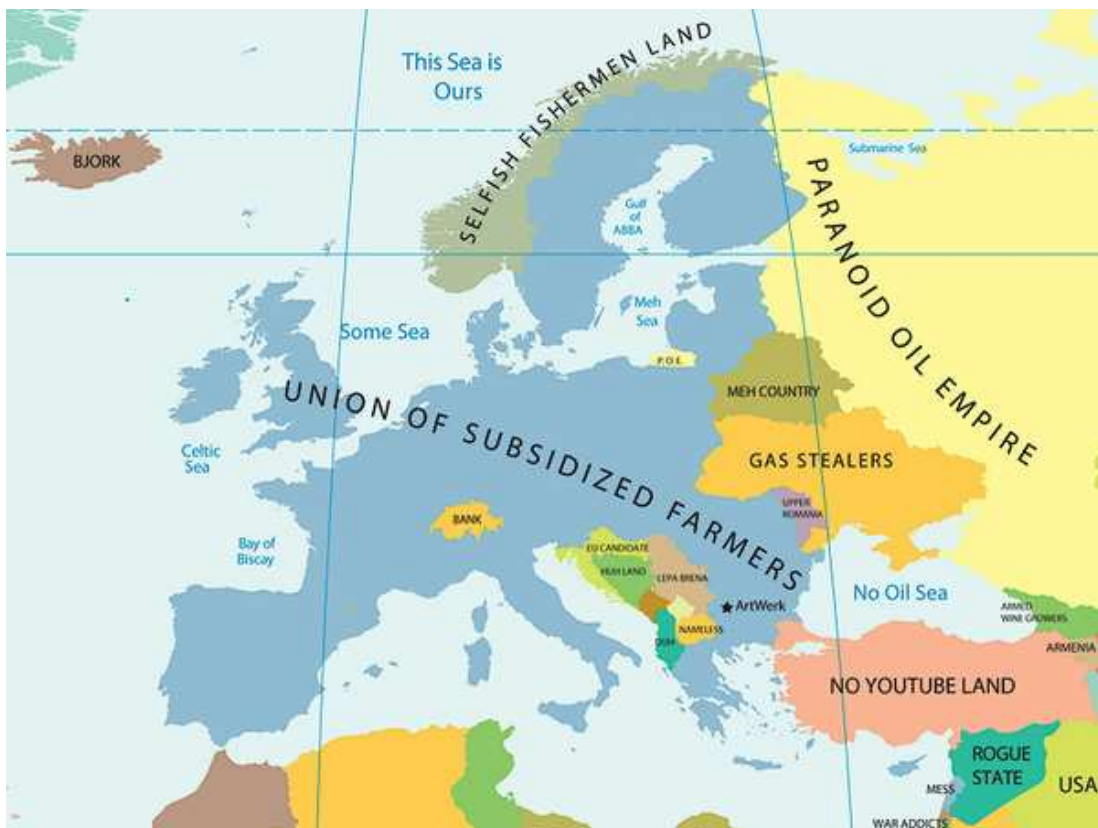 This Sea is
Ours
SELFISH FISHERMEN LAND
BJORK
Submarine Sea
PARANOID OIL EMPIRE
Gulf
of
ABBA
Meh
Sea
Some Sea
P.O.E.
MEH COUNTRY
UNION OF SUBSIDIZED FARMERS
Celtic
Sea
GAS STEALERS
UPPER
ROMANIA
BANK
Bay of
Biscay
EU CANDIDATE
HUH LAND
LEPA BRENA
No Oil Sea
ArtWerk
ARMED
WINE GROWERS
NAMELESS
ARMENIA
NO YOUTUBE LAND
ROGUE
STATE
MESS
USA
WAR ADDICTS